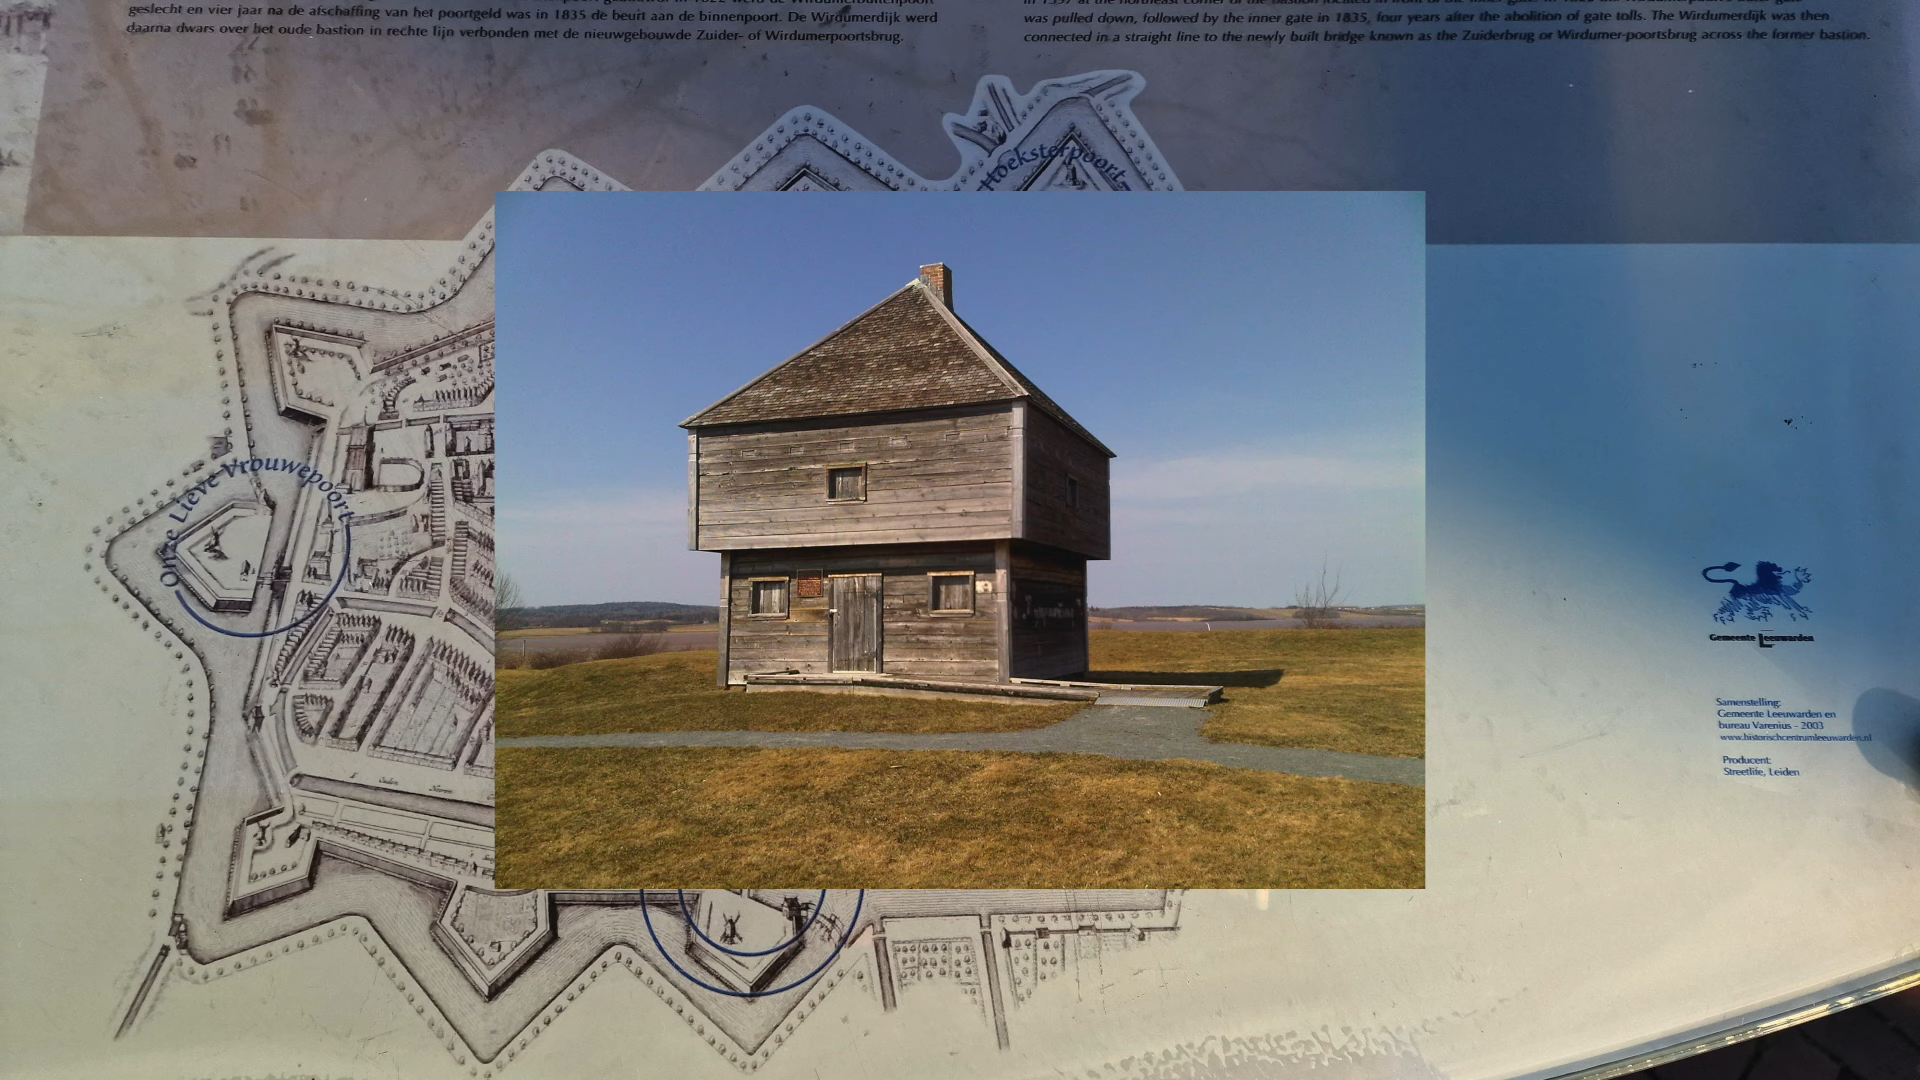 geslecht en vier jaar na de afschaffing van het poortgeld was in 1835 de beurt aan de binnenpoort. De Wirdumerdijk werd
daarna dwars over het oude bastion in rechte lijn verbonden met de nieuwgebouwde Zuider- of Wirdumerpoortsbrug.
was pulled down, followed by the inner gate in 1835, four years after the abolition of gate tolls. The Wirdumerdijk was then
connected in a straight line to the newly built bridge known as the Zuiderbrug or Wirdumer-poortsbrug across the former bastion.
Hoeksterpoort
Onze Lieve Vrouwepoort
Gemeente Leeuwarden
Samenstelling:
Gemeente Leeuwarden en
bureau Varenius - 2003
www.historischcentrumleeuwarden.nl
Producent:
Streetlife, Leiden